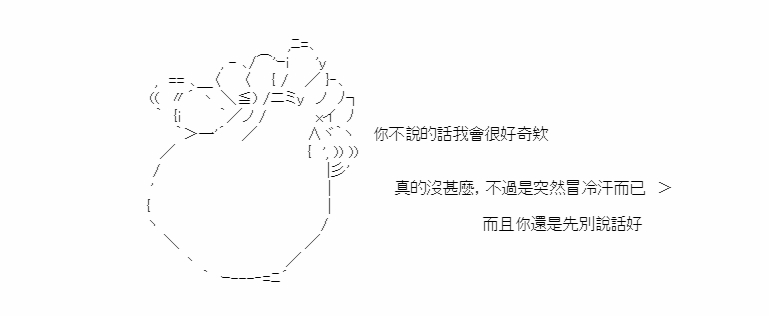 你不說的話我會很好奇欸
真的沒甚麼，不過是突然冒冷汗而已　＞
而且你還是先別說話好